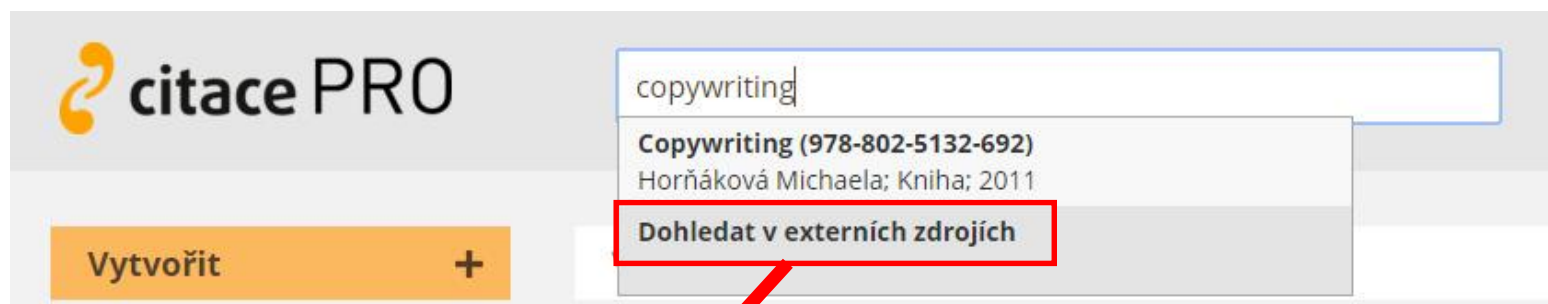 citace PRO
copywriting
Copywriting (978-802-5132-692)
Horňáková Michaela; Kniha; 2011
Dohledat v externích zdrojích
Vytvořit +